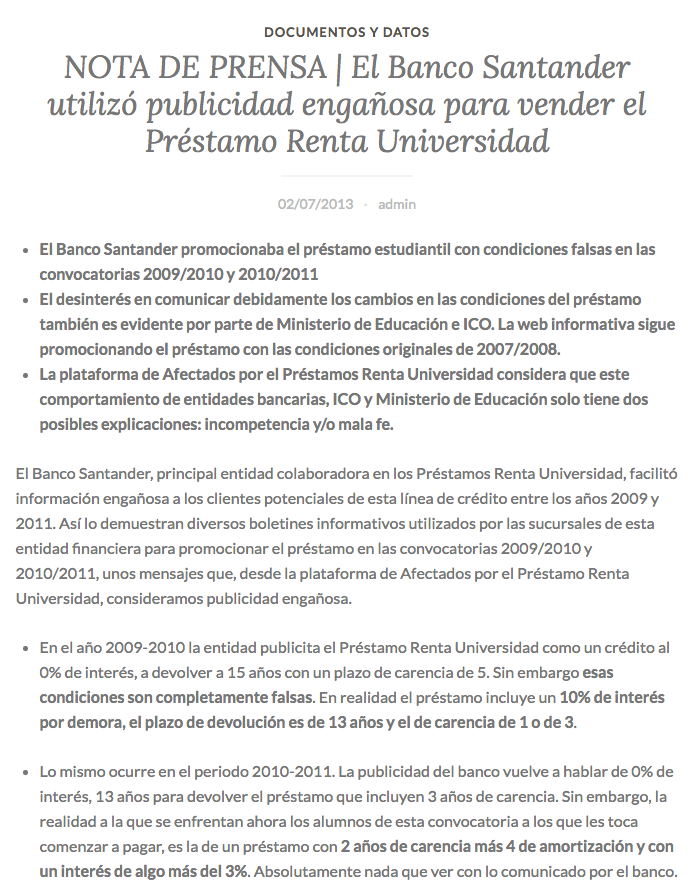 DOCUMENTOS Y DATOS
NOTA DE PRENSA | El Banco Santander
utilizó publicidad engañosa para vender el
Préstamo Renta Universidad
02/07/2013 · admin
• El Banco Santander promocionaba el préstamo estudiantil con condiciones falsas en las
convocatorias 2009/2010 y 2010/2011
• El desinterés en comunicar debidamente los cambios en las condiciones del préstamo
también es evidente por parte de Ministerio de Educación e ICO. La web informativa sigue
promocionando el préstamo con las condiciones originales de 2007/2008.
• La plataforma de Afectados por el Préstamos Renta Universidad considera que este
comportamiento de entidades bancarias, ICO y Ministerio de Educación solo tiene dos
posibles explicaciones: incompetencia y/o mala fe.
El Banco Santander, principal entidad colaboradora en los Préstamos Renta Universidad, facilitó
información engañosa a los clientes potenciales de esta línea de crédito entre los años 2009 y
2011. Así lo demuestran diversos boletines informativos utilizados por las sucursales de esta
entidad financiera para promocionar el préstamo en las convocatorias 2009/2010 y
2010/2011, unos mensajes que, desde la plataforma de Afectados por el Préstamo Renta
Universidad, consideramos publicidad engañosa.
• En el año 2009-2010 la entidad publicita el Préstamo Renta Universidad como un crédito al
0% de interés, a devolver a 15 años con un plazo de carencia de 5. Sin embargo esas
condiciones son completamente falsas. En realidad el préstamo incluye un 10% de interés
por demora, el plazo de devolución es de 13 años y el de carencia de 1 o de 3.
• Lo mismo ocurre en el periodo 2010-2011. La publicidad del banco vuelve a hablar de 0% de
interés, 13 años para devolver el préstamo que incluyen 3 años de carencia. Sin embargo, la
realidad a la que se enfrentan ahora los alumnos de esta convocatoria a los que les toca
comenzar a pagar, es la de un préstamo con 2 años de carencia más 4 de amortización y con
un interés de algo más del 3%. Absolutamente nada que ver con lo comunicado por el banco.